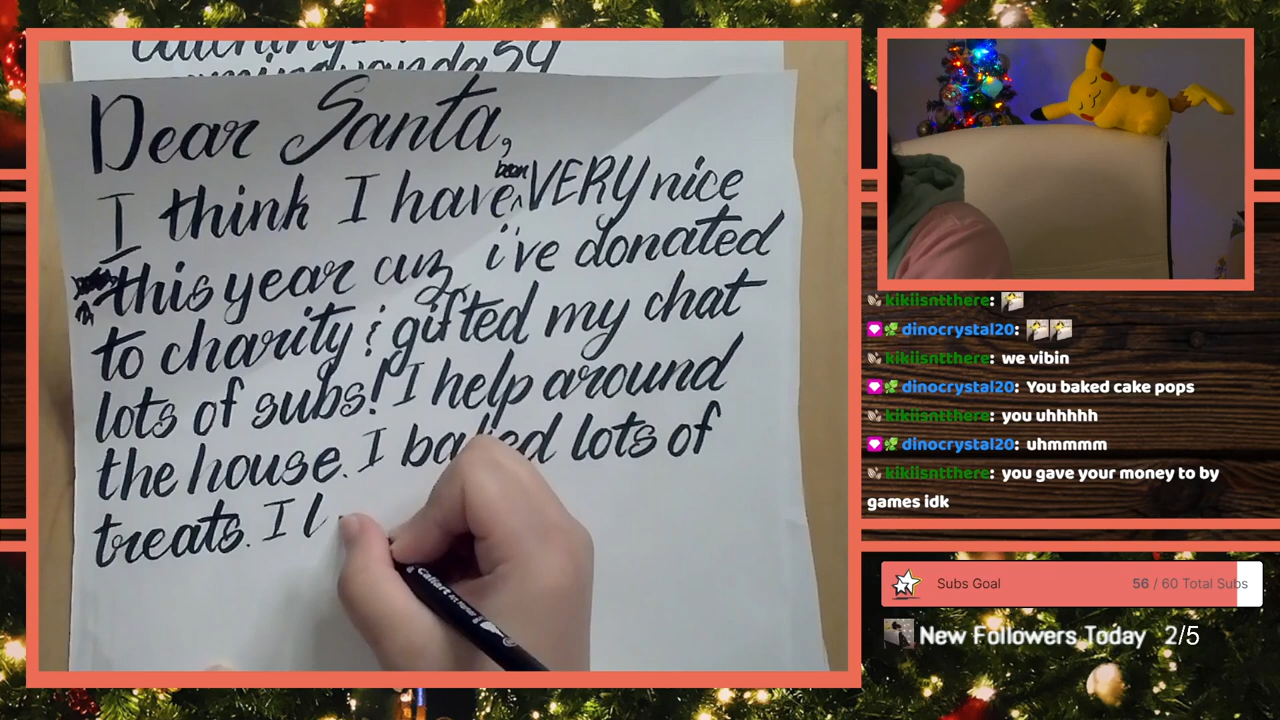 Dear Santa,
been
I think I have ^ VERY nice
this year cuz i've donated
to charity & gifted my chat
lots of subs! I help around
the house. I baked lots of
treats. I l
kikiisntthere:
dinocrystal20:
kikiisntthere: we vibin
dinocrystal20: You baked cake pops
kikiisntthere: you uhhhhh
dinocrystal20: uhmmmm
kikiisntthere: you gave your money to by
games idk
Subs Goal 56 / 60 Total Subs
New Followers Today 2/5